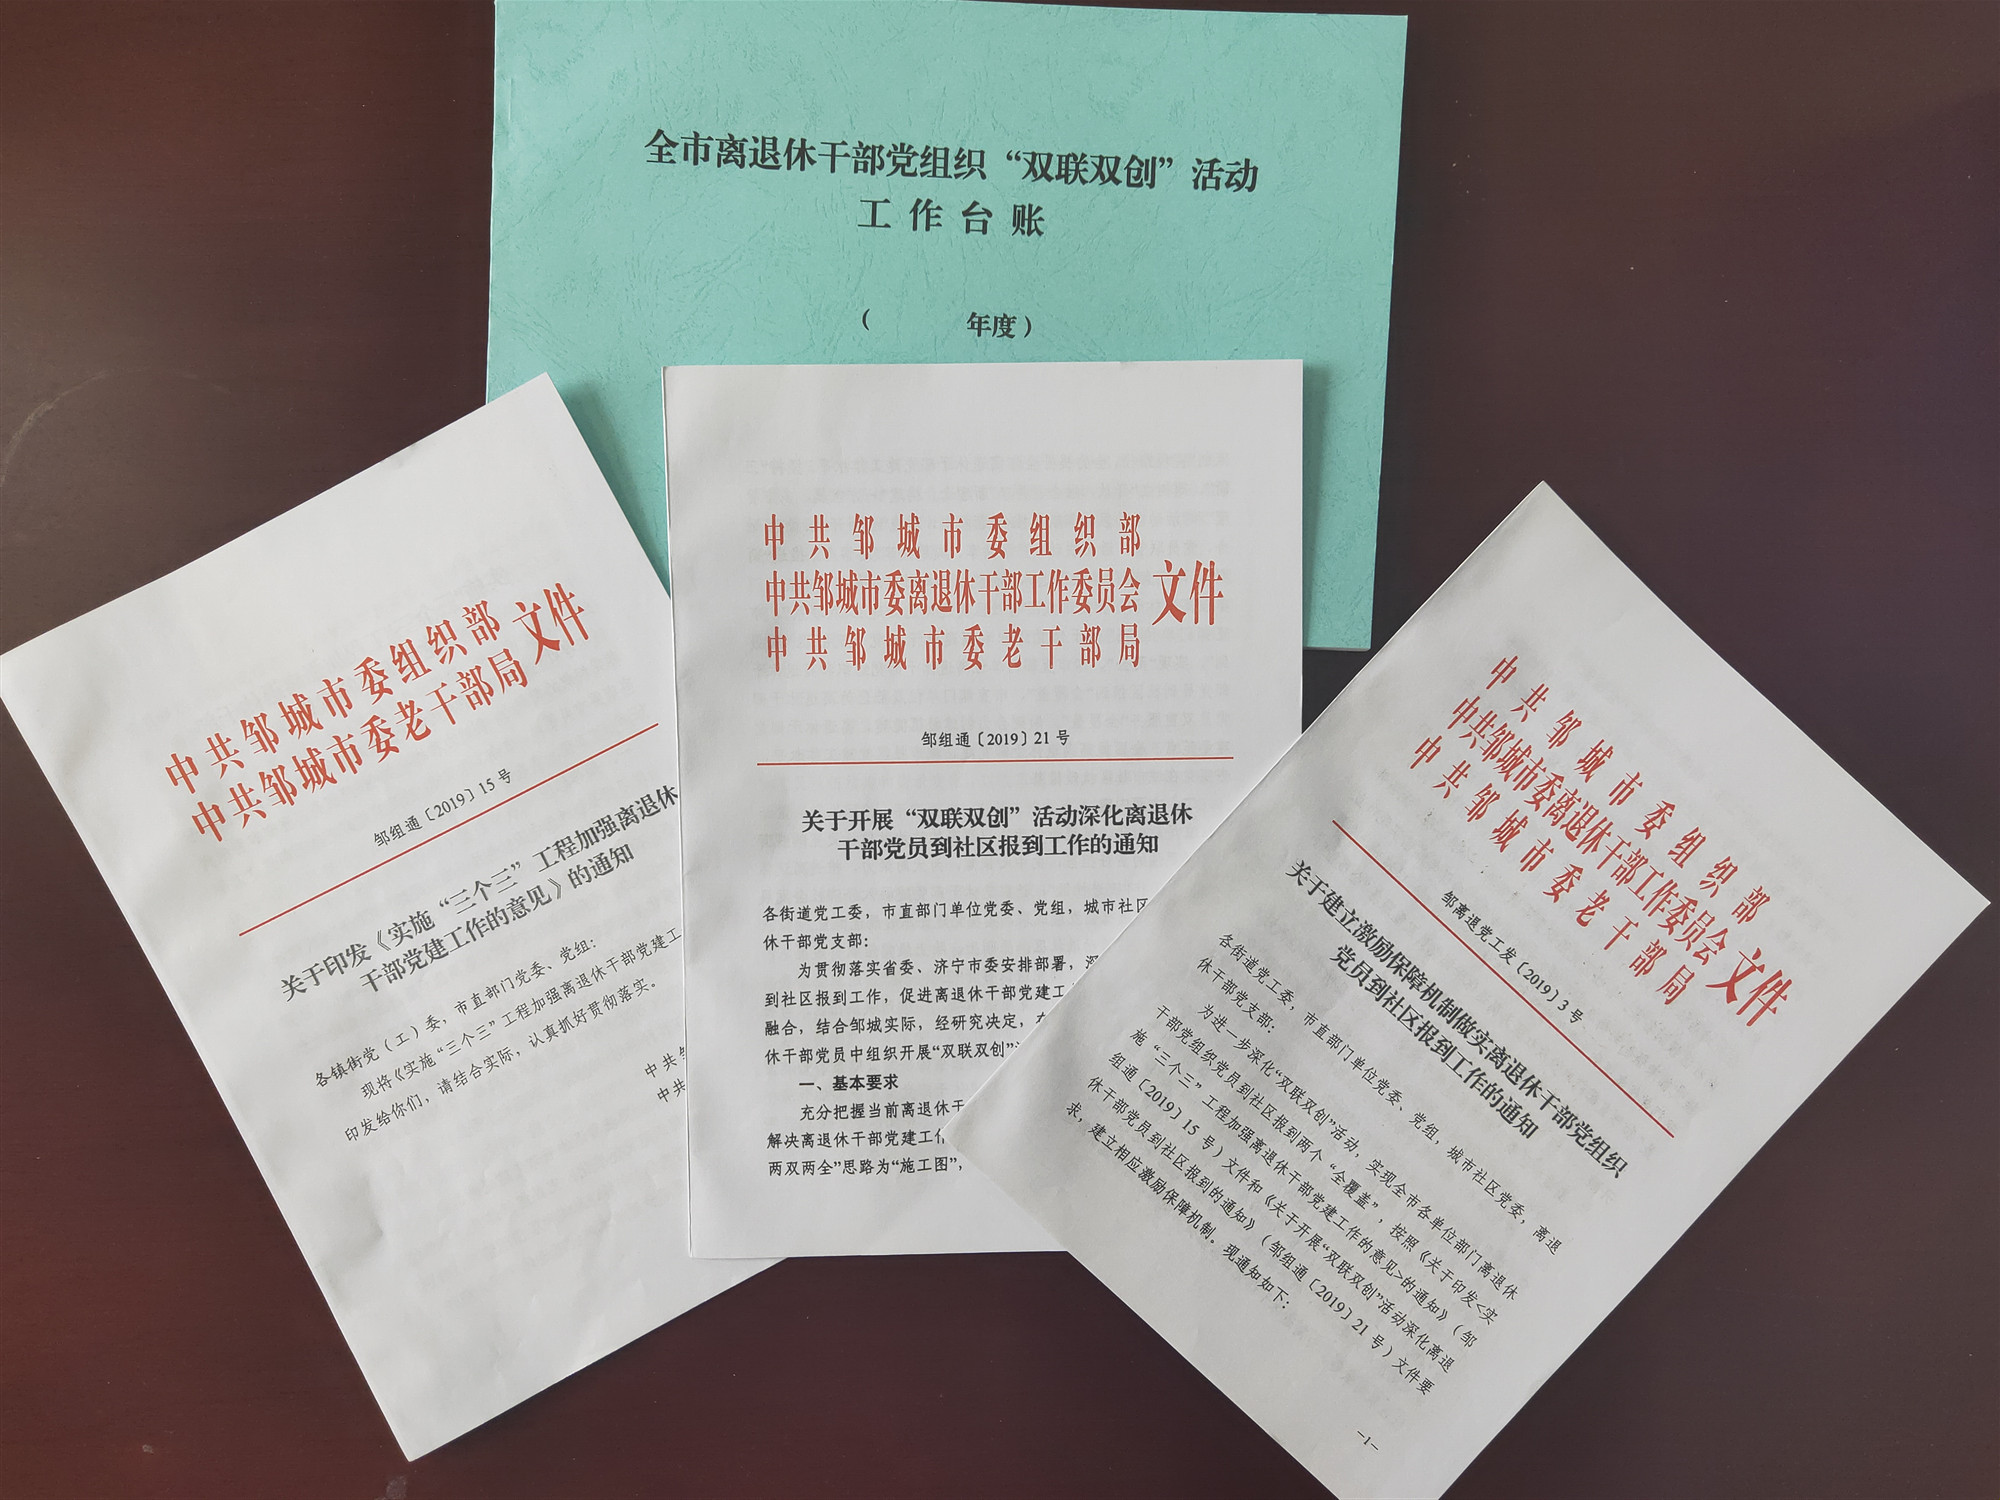 全市离退休干部党组织“双联双创”活动
工作台账
（ 年度）
中共邹城市委组织部
中共邹城市委老干部局
文件
邹组通〔2019〕15号
关于印发《实施“三个三”工程加强离退休
干部党建工作的意见》的通知
各镇街党（工）委，市直部门党委、党组：
现将《实施“三个三”工程加强离退休干部党建工
印发给你们，请结合实际，认真抓好贯彻落实。
中共
中共
中共邹城市委组织部
中共邹城市委离退休干部工作委员会
中共邹城市委老干部局
文件
邹组通〔2019〕21号
关于开展“双联双创”活动深化离退休
干部党员到社区报到工作的通知
各街道党工委，市直部门单位党委、党组，城市社区
休干部党支部：
为贯彻落实省委、济宁市委安排部署，
到社区报到工作，促进离退休干部党建工
融合，结合邹城实际，经研究决定，
休干部党员中组织开展“双联双创”
一、基本要求
充分把握当前离退休干
解决离退休干部党建工作
两双两全”思路为“施工图”，
中共邹城市委组织部
中共邹城市委离退休干部工作委员会
中共邹城市委老干部局
文件
邹离退党工发〔2019〕3号
关于建立激励保障机制做实离退休干部党组织
党员到社区报到工作的通知
各街道党工委，市直部门单位党委、党组，城市社区党委，离退
休干部党支部：
为进一步深化“双联双创”活动，实现全市各单位部门离退休
干部党组织党员到社区报到两个“全覆盖”，按照《关于印发<实
施“三个三”工程加强离退休干部党建工作的意见>的通知》（邹
组通〔2019〕15号）文件和《关于开展“双联双创”活动深化离退
休干部党员到社区报到的通知》（邹组通〔2019〕21号）文件要
求，建立相应激励保障机制。现通知如下：
-1-